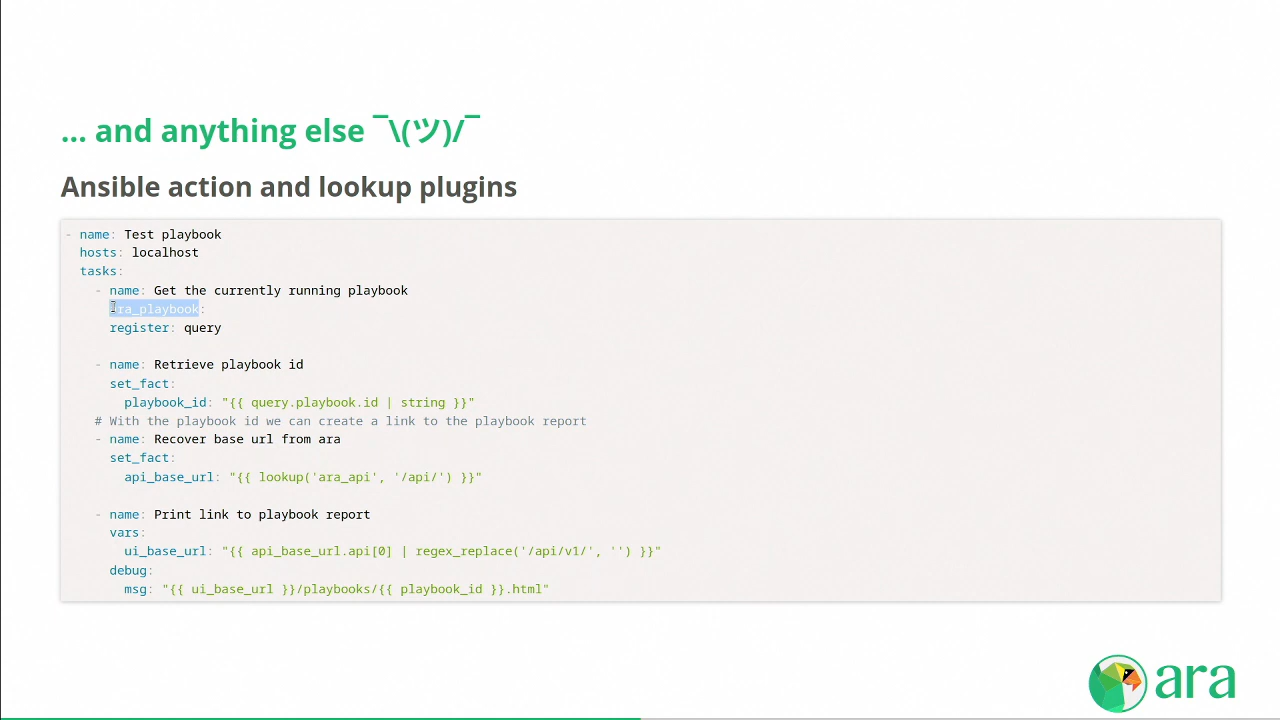 ... and anything else ¯\(ツ)/¯
Ansible action and lookup plugins
- name: Test playbook
  hosts: localhost
  tasks:
    - name: Get the currently running playbook
      ara_playbook:
      register: query

    - name: Retrieve playbook id
      set_fact:
        playbook_id: "{{ query.playbook.id | string }}"
    # With the playbook id we can create a link to the playbook report
    - name: Recover base url from ara
      set_fact:
        api_base_url: "{{ lookup('ara_api', '/api/') }}"

    - name: Print link to playbook report
      vars:
        ui_base_url: "{{ api_base_url.api[0] | regex_replace('/api/v1/', '') }}"
      debug:
        msg: "{{ ui_base_url }}/playbooks/{{ playbook_id }}.html"
ara